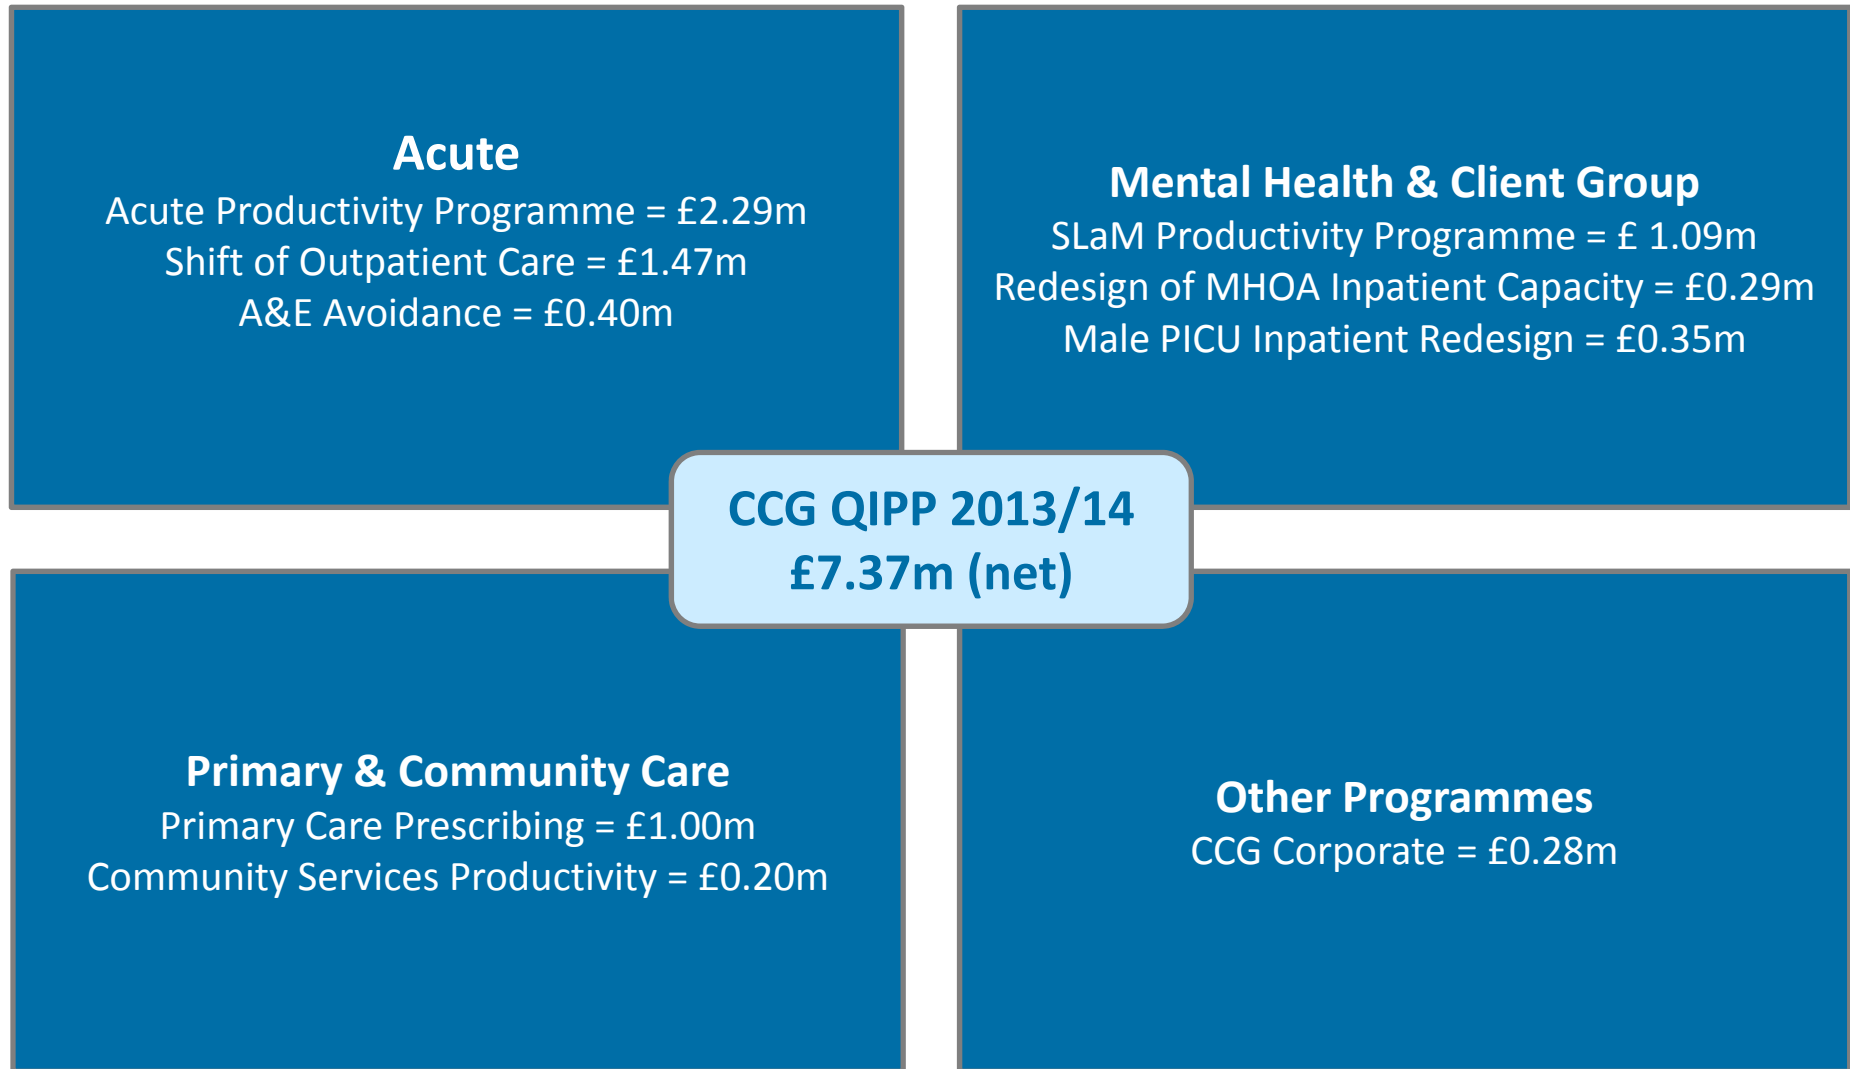 Acute
Acute Productivity Programme = £2.29m
Shift of Outpatient Care = £1.47m
A&E Avoidance = £0.40m
Mental Health & Client Group
SLaM Productivity Programme = £ 1.09m
Redesign of MHOA Inpatient Capacity = £0.29m
Male PICU Inpatient Redesign = £0.35m
CCG QIPP 2013/14
£7.37m (net)
Primary & Community Care
Primary Care Prescribing = £1.00m
Community Services Productivity = £0.20m
Other Programmes
CCG Corporate = £0.28m